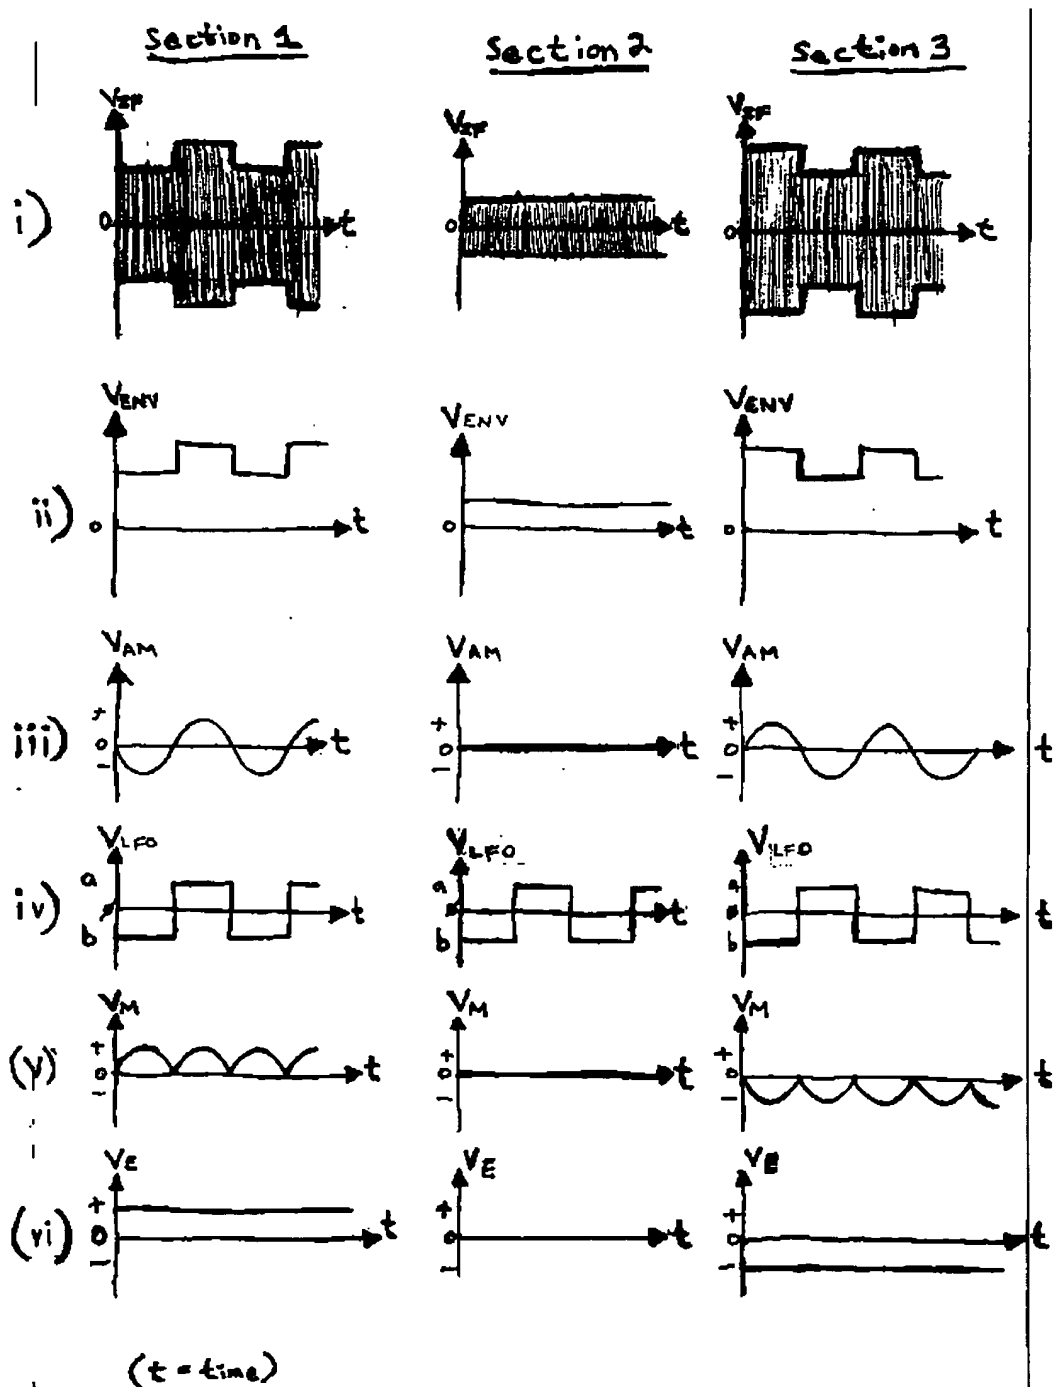 Section 1 Section 2 Section 3
VIF VIF VIF
i) 0 t 0 t 0 t
VENV VENV VENV
ii) 0 t 0 t 0 t
VAM VAM VAM
+ + +
iii) 0 t 0 t 0 t
- - -
VLFO VLFO VLFO
a a a
iv) ø t ø t ø t
b b b
VM VM VM
+ + +
(v) 0 t 0 t 0 t
- - -
VE VE VE
+ + +
(vi) 0 t 0 t 0 t
- - -
(t = time)